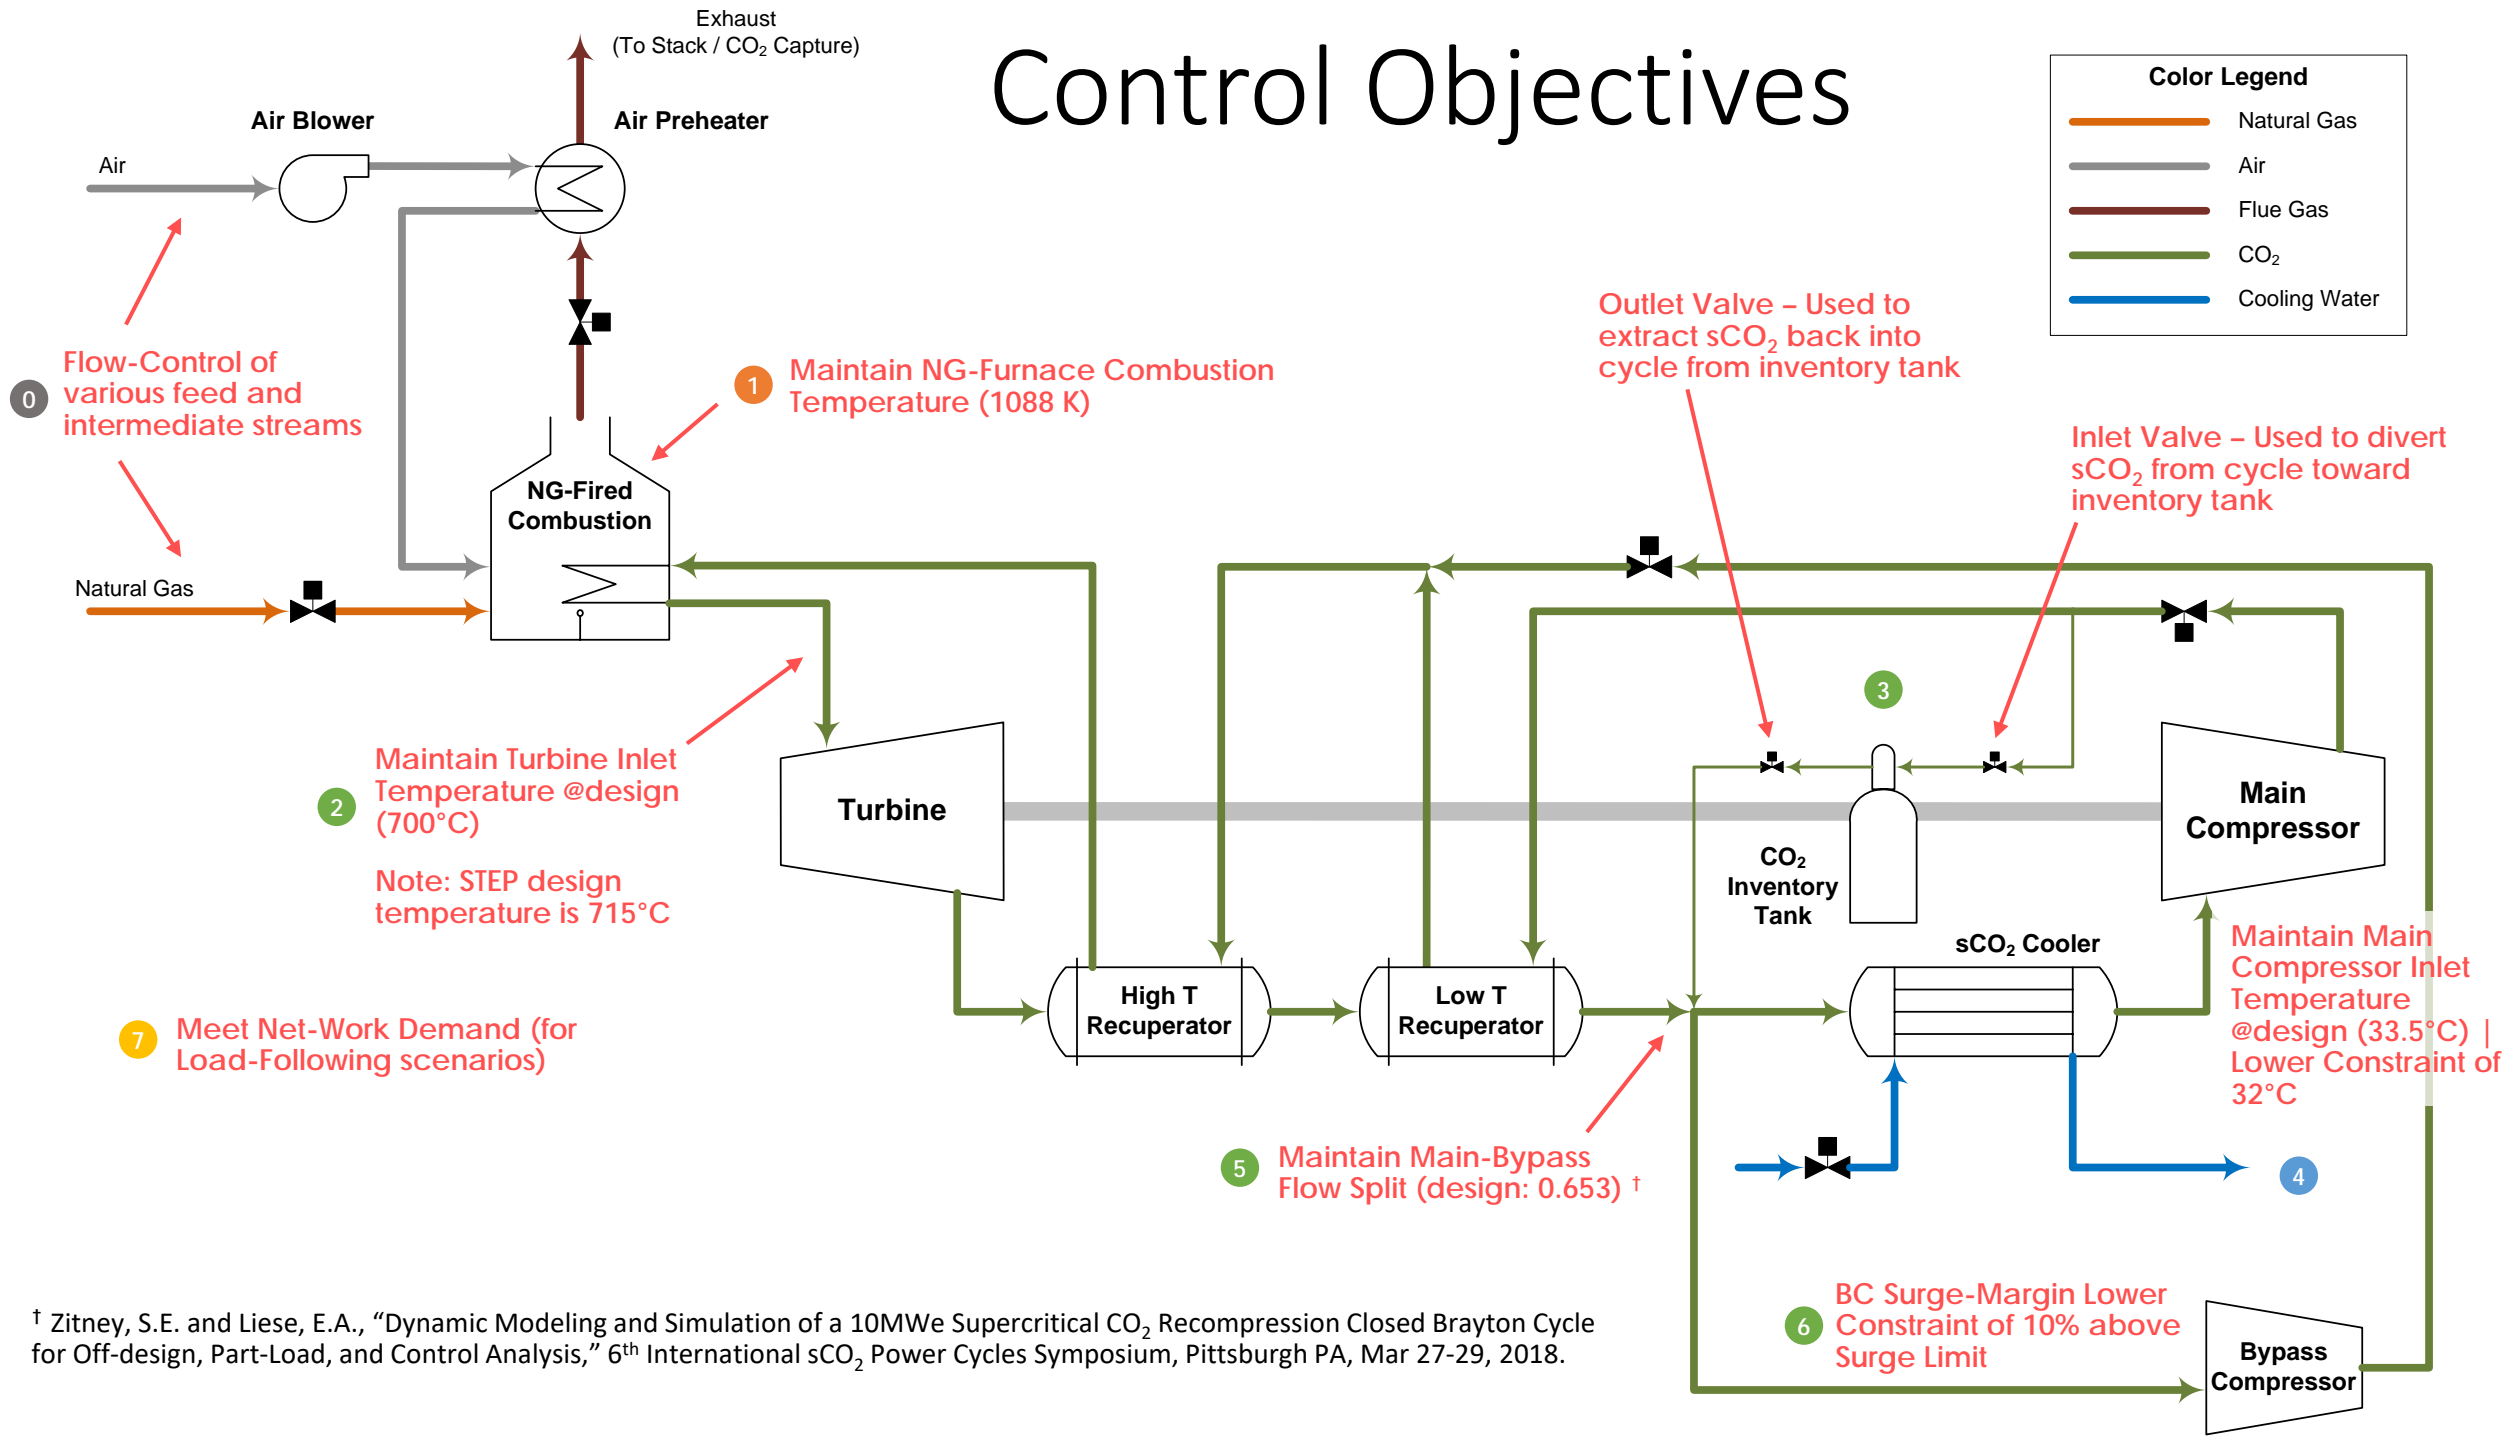 Control Objectives
Exhaust
(To Stack / CO₂ Capture)
Air Blower
Air Preheater
Air
Color Legend
Natural Gas
Air
Flue Gas
CO₂
Cooling Water
0
Flow-Control of
various feed and
intermediate streams
1
Maintain NG-Furnace Combustion
Temperature (1088 K)
Outlet Valve – Used to
extract sCO₂ back into
cycle from inventory tank
Inlet Valve – Used to divert
sCO₂ from cycle toward
inventory tank
NG-Fired
Combustion
Natural Gas
3
2
Maintain Turbine Inlet
Temperature @design
(700°C)
Note: STEP design
temperature is 715°C
Turbine
Main
Compressor
CO₂
Inventory
Tank
sCO₂ Cooler
High T
Recuperator
Low T
Recuperator
Maintain Main
Compressor Inlet
Temperature
@design (33.5°C) |
Lower Constraint of
32°C
7
Meet Net-Work Demand (for
Load-Following scenarios)
5
Maintain Main-Bypass
Flow Split (design: 0.653) †
4
6
BC Surge-Margin Lower
Constraint of 10% above
Surge Limit
Bypass
Compressor
† Zitney, S.E. and Liese, E.A., “Dynamic Modeling and Simulation of a 10MWe Supercritical CO₂ Recompression Closed Brayton Cycle
for Off-design, Part-Load, and Control Analysis,” 6th International sCO₂ Power Cycles Symposium, Pittsburgh PA, Mar 27-29, 2018.